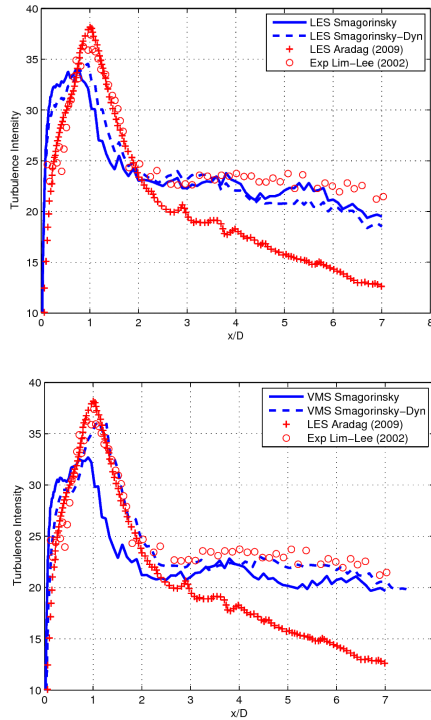 40
35
30
25
20
15
10
Turbulence Intensity
LES Smagorinsky
LES Smagorinsky-Dyn
LES Aradag (2009)
Exp Lim-Lee (2002)
0 1 2 3 4 5 6 7 8
x/D
40
35
30
25
20
15
10
Turbulence Intensity
VMS Smagorinsky
VMS Smagorinsky-Dyn
LES Aradag (2009)
Exp Lim-Lee (2002)
0 1 2 3 4 5 6 7
x/D